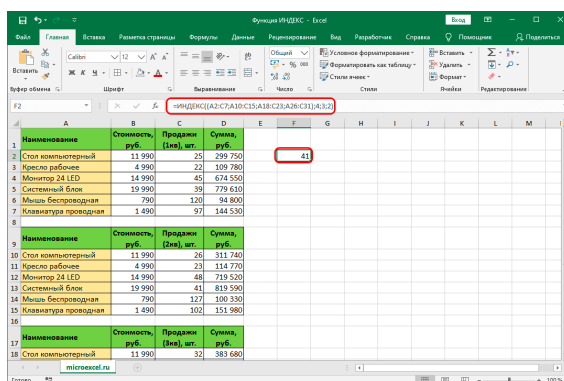 Функция ИНДЕКС - Excel
Вход
Файл Главная Вставка Разметка страницы Формулы Данные Рецензирование Вид Разработчик Справка Помощник Поделиться
Вставить
Calibri 12
Ж К Ч
Общий
% 000
Условное форматирование
Форматировать как таблицу
Стили ячеек
Вставить
Удалить
Формат
Буфер обмена Шрифт Выравнивание Число Стили Ячейки Редактирование
F2 =ИНДЕКС((A2:C7;A10:C15;A18:C23;A26:C31);4;3;2)
A B C D E F G H I J K L M
1 Наименование Стоимость, руб. Продажи (1кв), шт. Сумма, руб.
2 Стол компьютерный 11 990 25 299 750 41
3 Кресло рабочее 4 990 22 109 780
4 Монитор 24 LED 14 990 45 674 550
5 Системный блок 19 990 39 779 610
6 Мышь беспроводная 790 120 94 800
7 Клавиатура проводная 1 490 97 144 530
8
9 Наименование Стоимость, руб. Продажи (2кв), шт. Сумма, руб.
10 Стол компьютерный 11 990 26 311 740
11 Кресло рабочее 4 990 23 114 770
12 Монитор 24 LED 14 990 48 719 520
13 Системный блок 19 990 41 819 590
14 Мышь беспроводная 790 127 100 330
15 Клавиатура проводная 1 490 102 151 980
16
17 Наименование Стоимость, руб. Продажи (3кв), шт. Сумма, руб.
18 Стол компьютерный 11 990 32 383 680
microexcel.ru
Готово 100 %